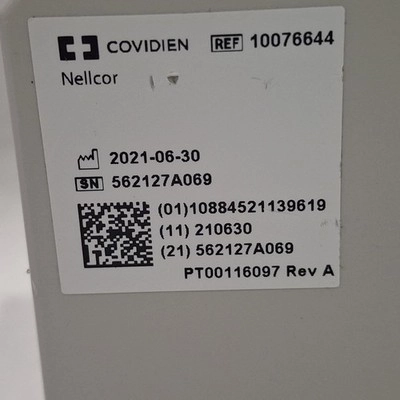 COVIDIEN REF 10076644
Nellcor
2021-06-30
SN 562127A069
(01)10884521139619
(11) 210630
(21) 562127A069
PT00116097 Rev A